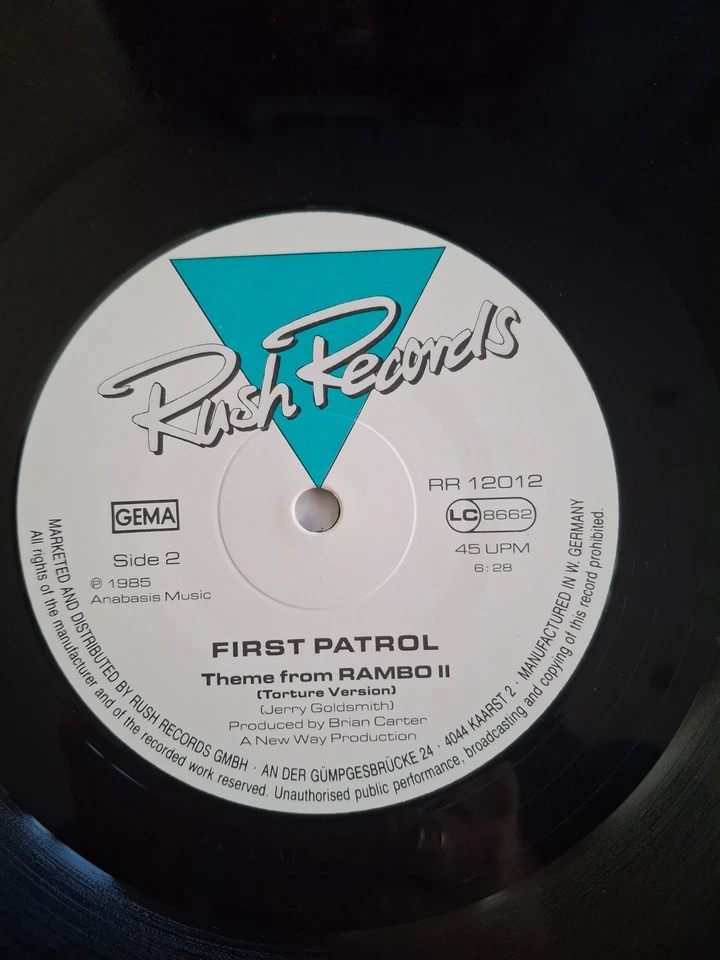 Rush Records
RR 12012
GEMA
LC 8662
Side 2
45 UPM
℗ 1985
6:28
Anabasis Music
FIRST PATROL
Theme from RAMBO II
(Torture Version)
(Jerry Goldsmith)
Produced by Brian Carter
A New Way Production
MARKETED AND DISTRIBUTED BY RUSH RECORDS GMBH · AN DER GÜMPGESBRÜCKE 24 · 4044 KAARST 2 · MANUFACTURED IN W. GERMANY
All rights of the manufacturer and of the recorded work reserved. Unauthorised public performance, broadcasting and copying of this record prohibited.